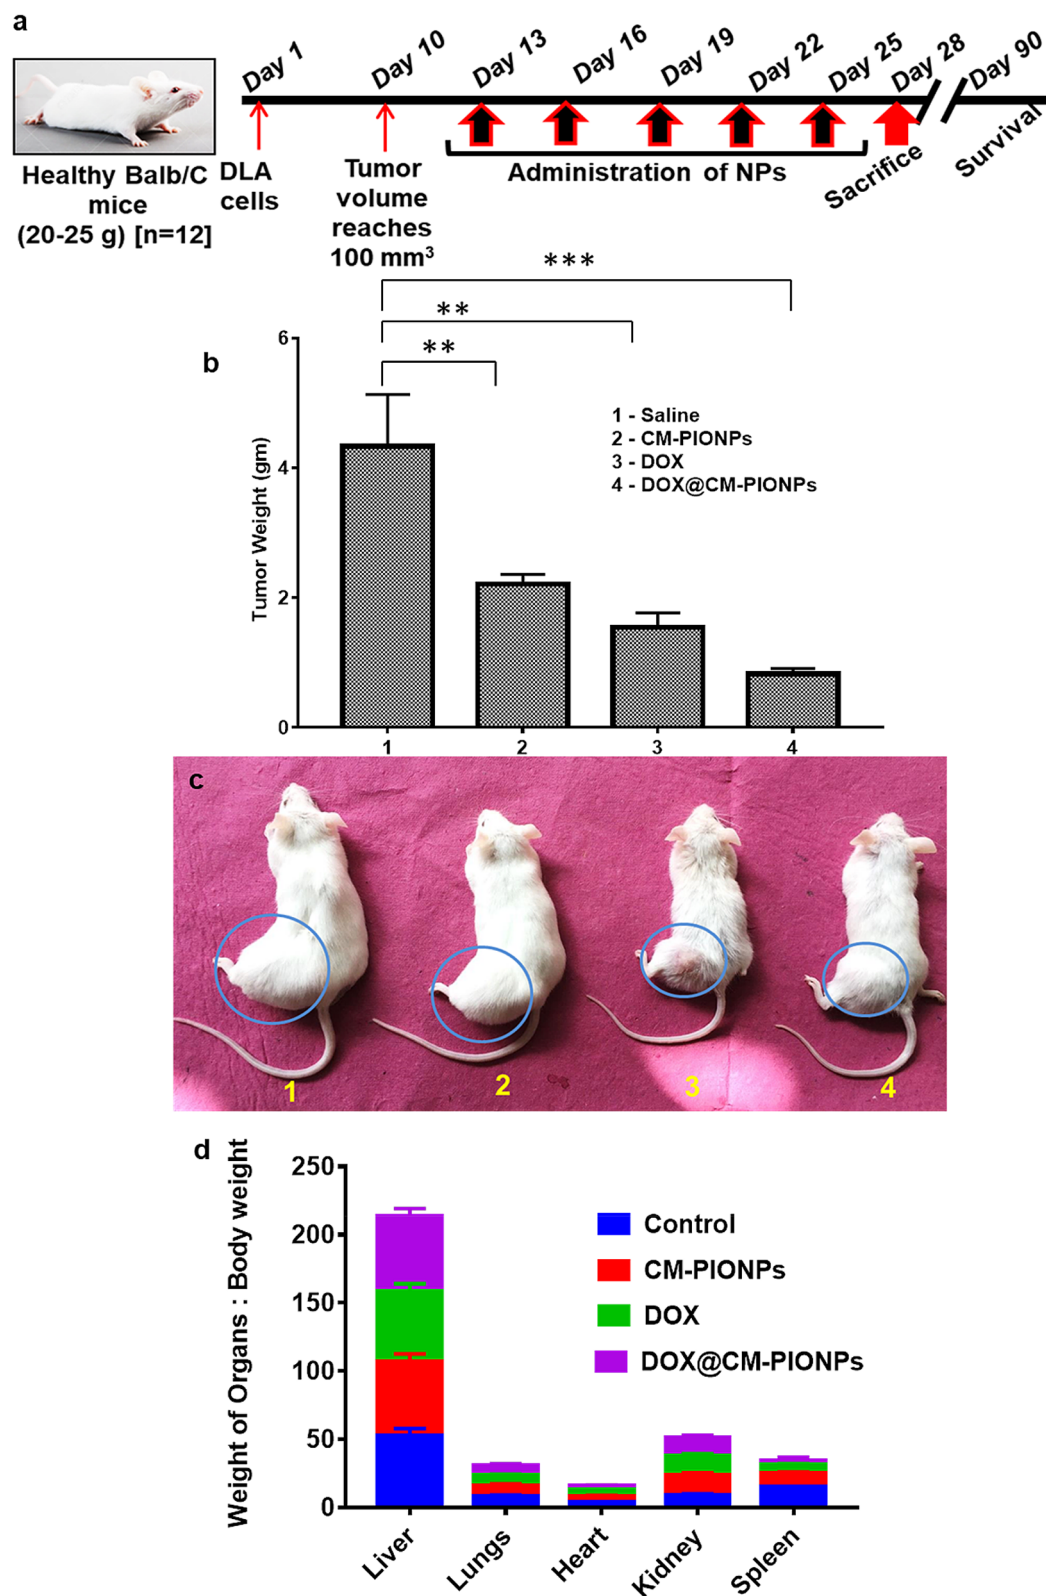 a
Day 1
Day 10
Day 13
Day 16
Day 19
Day 22
Day 25
Day 28
Day 90
Healthy Balb/C
mice
(20-25 g) [n=12]
DLA
cells
Tumor
volume
reaches
100 mm³
Administration of NPs
Sacrifice
Survival
***
**
**
b
Tumor Weight (gm)
6
4
2
0
1
2
3
4
1 - Saline
2 - CM-PIONPs
3 - DOX
4 - DOX@CM-PIONPs
c
1
2
3
4
d
Weight of Organs : Body weight
250
200
150
100
50
0
Control
CM-PIONPs
DOX
DOX@CM-PIONPs
Liver
Lungs
Heart
Kidney
Spleen